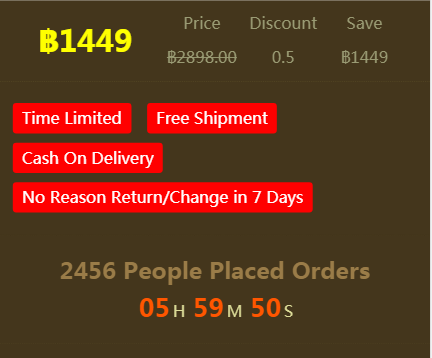 ฿1449
Price Discount Save
฿2898.00 0.5 ฿1449
Time Limited Free Shipment
Cash On Delivery
No Reason Return/Change in 7 Days
2456 People Placed Orders
05 H 59 M 50 S